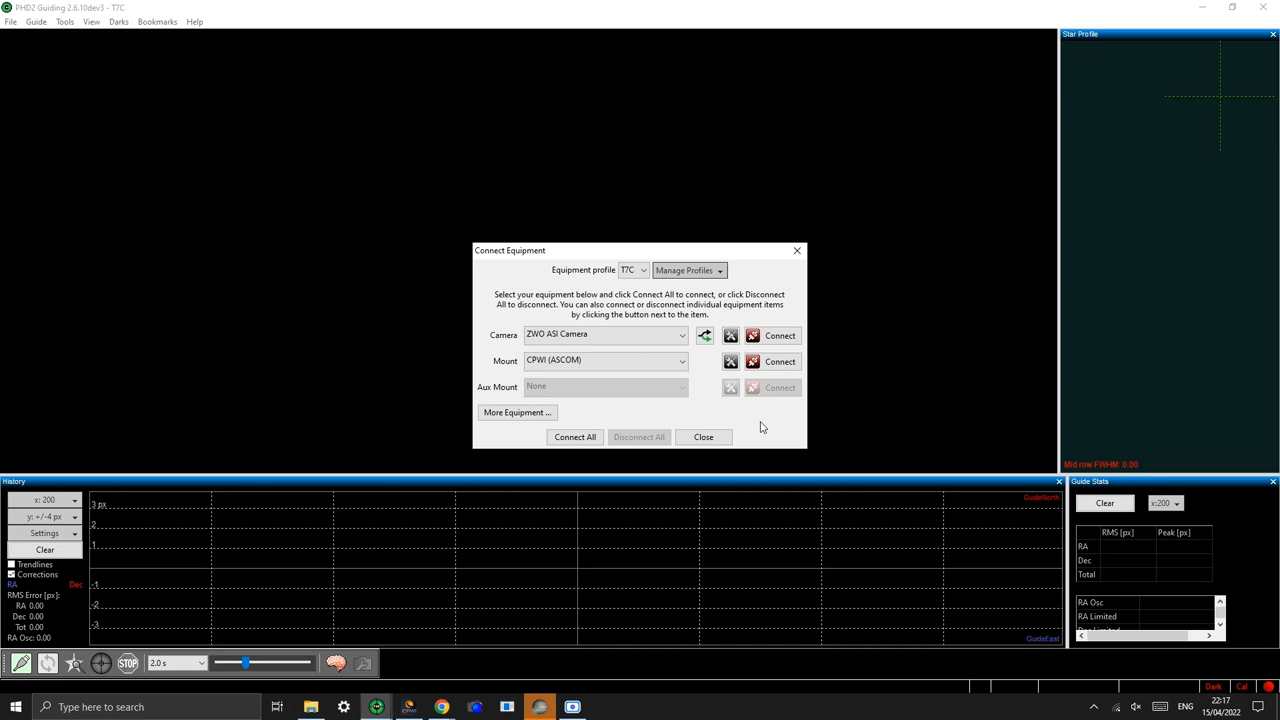 PHD2 Guiding 2.6.10dev3 - T7C
File Guide Tools View Darks Bookmarks Help
Star Profile
Connect Equipment
Equipment profile T7C Manage Profiles
Select your equipment below and click Connect All to connect, or click Disconnect
All to disconnect. You can also connect or disconnect individual equipment items
by clicking the button next to the item.
Camera ZWO ASI Camera Connect
Mount CPWI (ASCOM) Connect
Aux Mount None Connect
More Equipment ...
Connect All Disconnect All Close
Mid row FWHM: 0.00
History
x: 200
y: +/-4 px
Settings
Clear
Trendlines
Corrections
RA Dec
RMS Error [px]:
RA 0.00
Dec 0.00
Tot 0.00
RA Osc: 0.00
3 px
2
1
-1
-2
-3
GuideNorth
GuideEast
Guide Stats
Clear x:200
RMS [px] Peak [px]
RA
Dec
Total
RA Osc
RA Limited
STOP 2.0 s
Dark Cal
Type here to search
22:17
15/04/2022